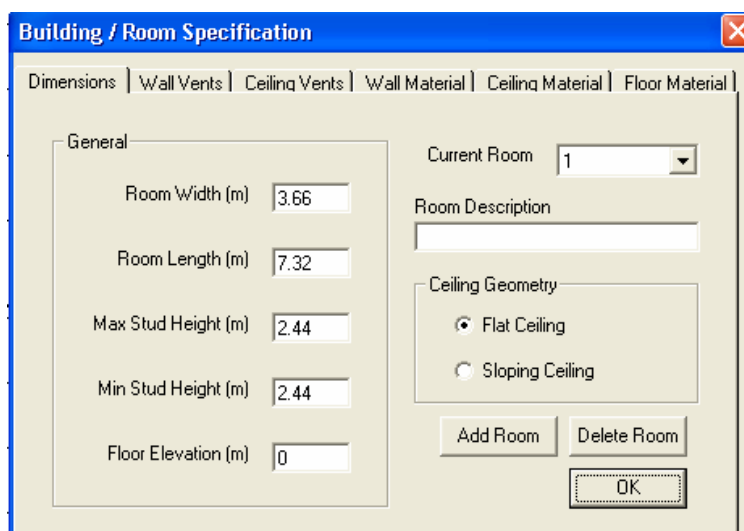 Building / Room Specification
Dimensions Wall Vents Ceiling Vents Wall Material Ceiling Material Floor Material
General
Room Width (m) 3.66
Room Length (m) 7.32
Max Stud Height (m) 2.44
Min Stud Height (m) 2.44
Floor Elevation (m) 0
Current Room 1
Room Description
Ceiling Geometry
Flat Ceiling
Sloping Ceiling
Add Room Delete Room
OK